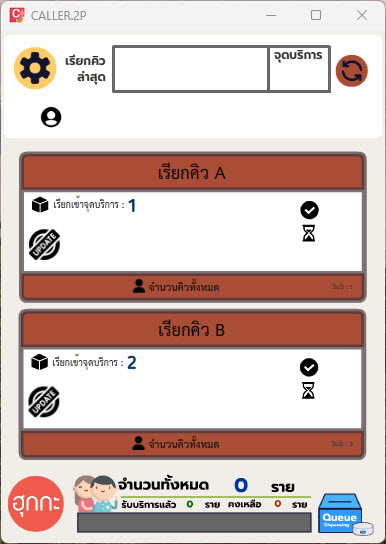 CALLER.2P
เรียกคิว
ล่าสุด
จุดบริการ
เรียกคิว A
เรียกเข้าจุดบริการ : 1
UPDATE
จำนวนคิวทั้งหมด
Sub : 1
เรียกคิว B
เรียกเข้าจุดบริการ : 2
UPDATE
จำนวนคิวทั้งหมด
ฮุกกะ
จำนวนทั้งหมด 0 ราย
รับบริการแล้ว 0 ราย คงเหลือ 0 ราย
Queue
Dispensing